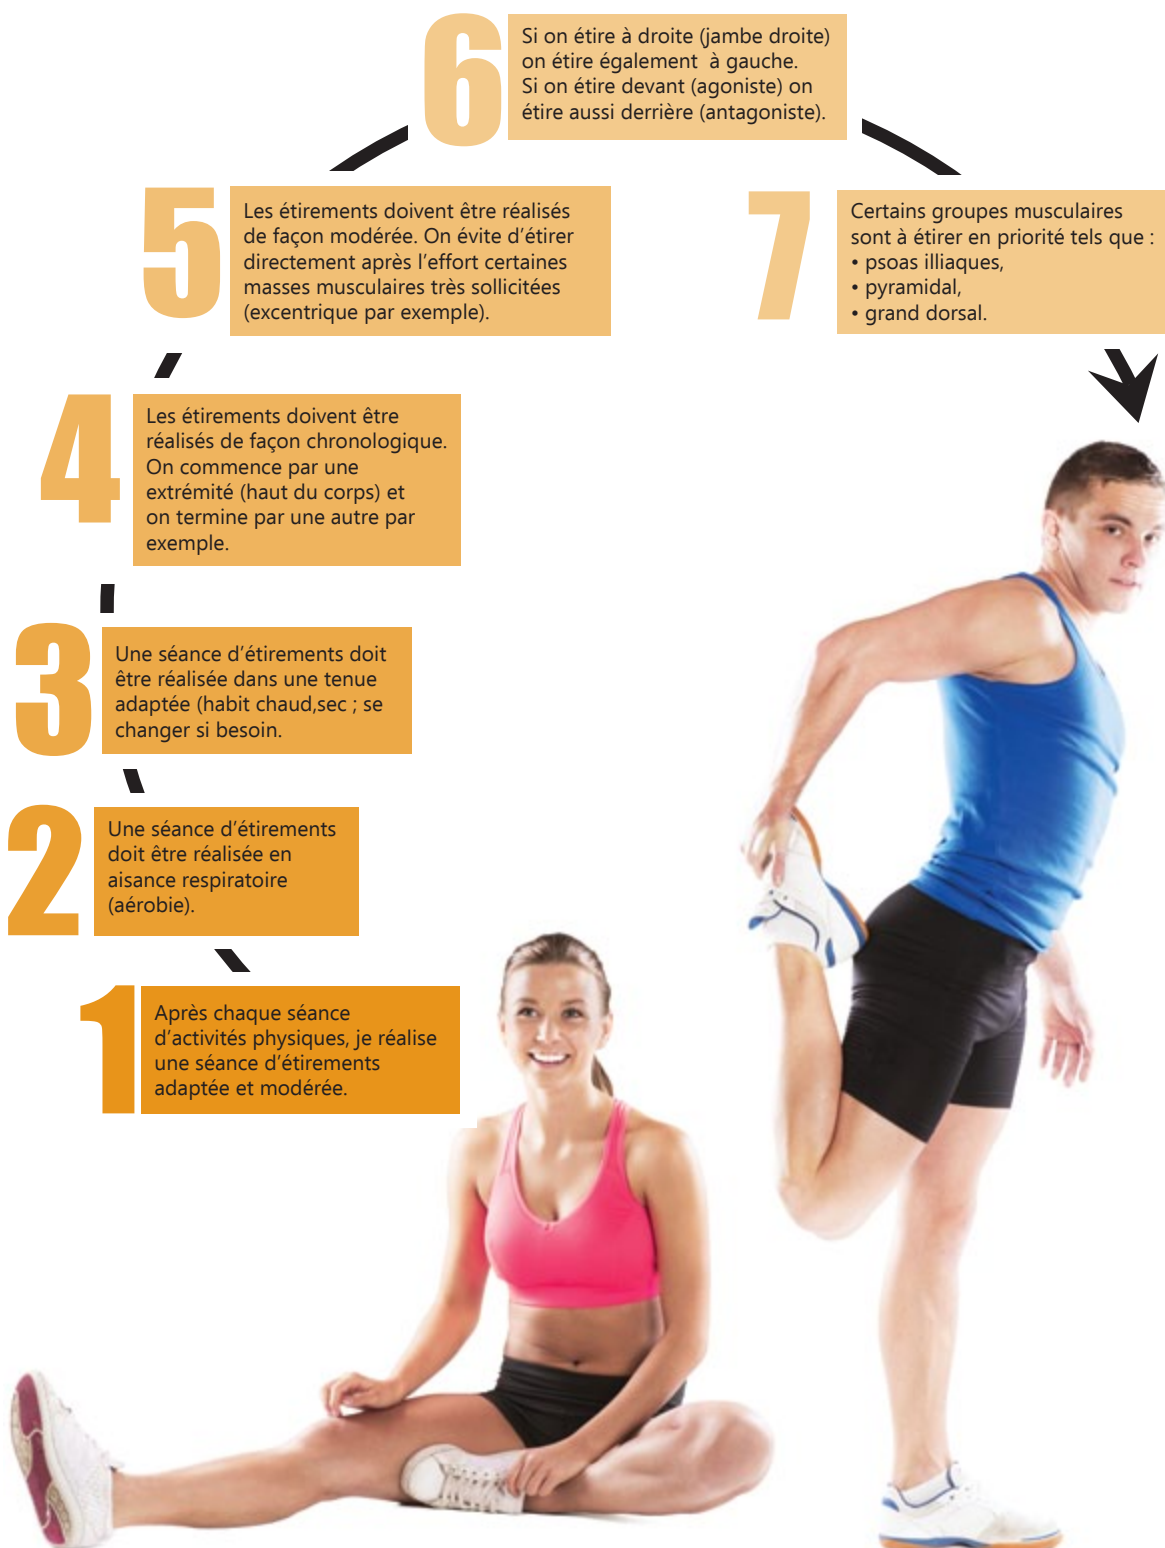 6
Si on étire à droite (jambe droite)
on étire également à gauche.
Si on étire devant (agoniste) on
étire aussi derrière (antagoniste).
5
Les étirements doivent être réalisés
de façon modérée. On évite d'étirer
directement après l'effort certaines
masses musculaires très sollicitées
(excentrique par exemple).
7
Certains groupes musculaires
sont à étirer en priorité tels que :
• psoas illiaques,
• pyramidal,
• grand dorsal.
4
Les étirements doivent être
réalisés de façon chronologique.
On commence par une
extrémité (haut du corps) et
on termine par une autre par
exemple.
3
Une séance d'étirements doit
être réalisée dans une tenue
adaptée (habit chaud,sec ; se
changer si besoin.
2
Une séance d'étirements
doit être réalisée en
aisance respiratoire
(aérobie).
1
Après chaque séance
d'activités physiques, je réalise
une séance d'étirements
adaptée et modérée.